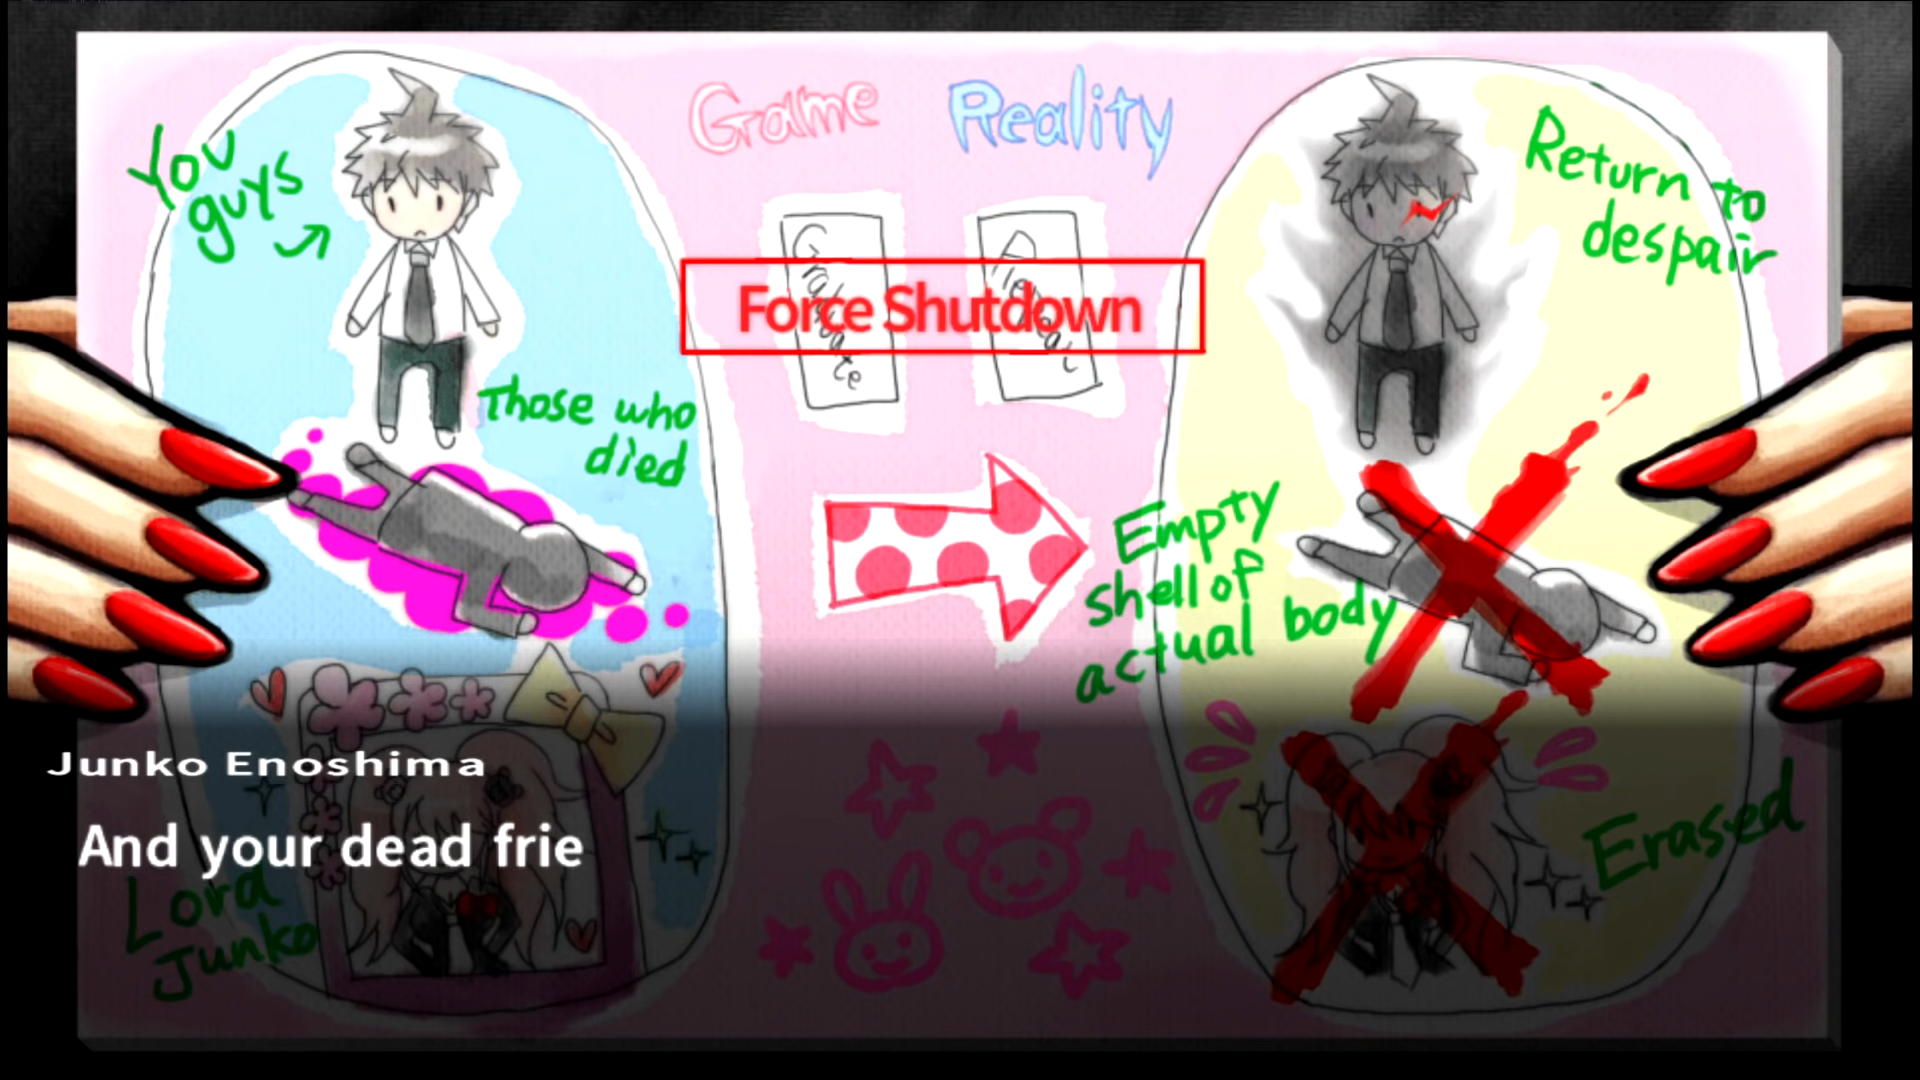 Game
Reality
You
guys
Return to
despair
Graduate
Force Shutdown
Those who
died
Empty
shell of
actual body
Junko Enoshima
And your dead frie
Lord
Junko
Erased